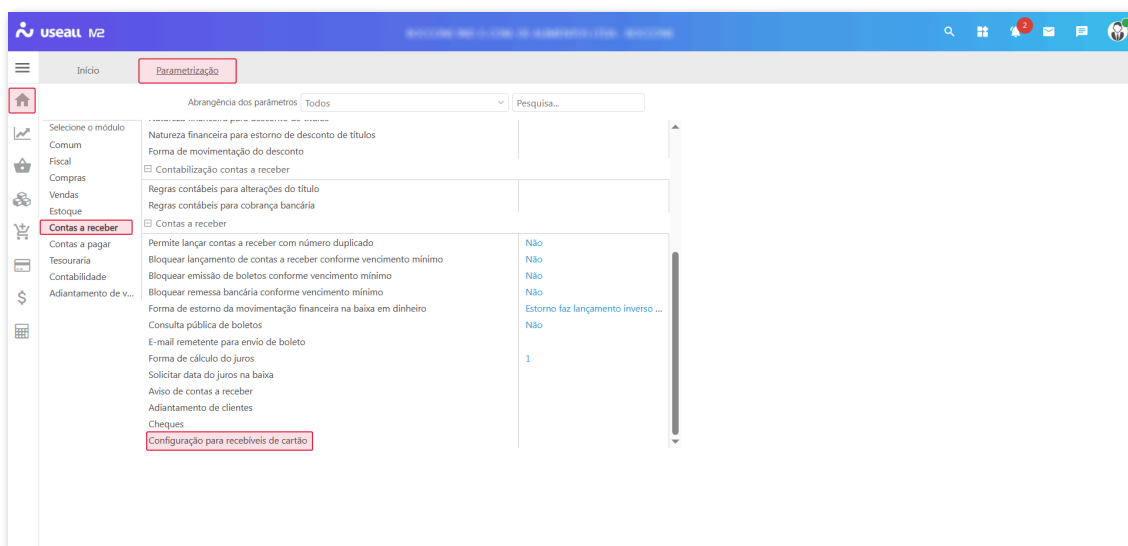 useall M2
2
Início
Parametrização
Abrangência dos parâmetros Todos Pesquisa...
Selecione o módulo
Comum
Fiscal
Compras
Vendas
Estoque
Contas a receber
Contas a pagar
Tesouraria
Contabilidade
Adiantamento de v...
Natureza financeira para estorno de desconto de títulos
Forma de movimentação do desconto
Contabilização contas a receber
Regras contábeis para alterações do título
Regras contábeis para cobrança bancária
Contas a receber
Permite lançar contas a receber com número duplicado Não
Bloquear lançamento de contas a receber conforme vencimento mínimo Não
Bloquear emissão de boletos conforme vencimento mínimo Não
Bloquear remessa bancária conforme vencimento mínimo Não
Forma de estorno da movimentação financeira na baixa em dinheiro Estorno faz lançamento inverso ...
Consulta pública de boletos Não
E-mail remetente para envio de boleto
Forma de cálculo do juros 1
Solicitar data do juros na baixa
Aviso de contas a receber
Adiantamento de clientes
Cheques
Configuração para recebíveis de cartão